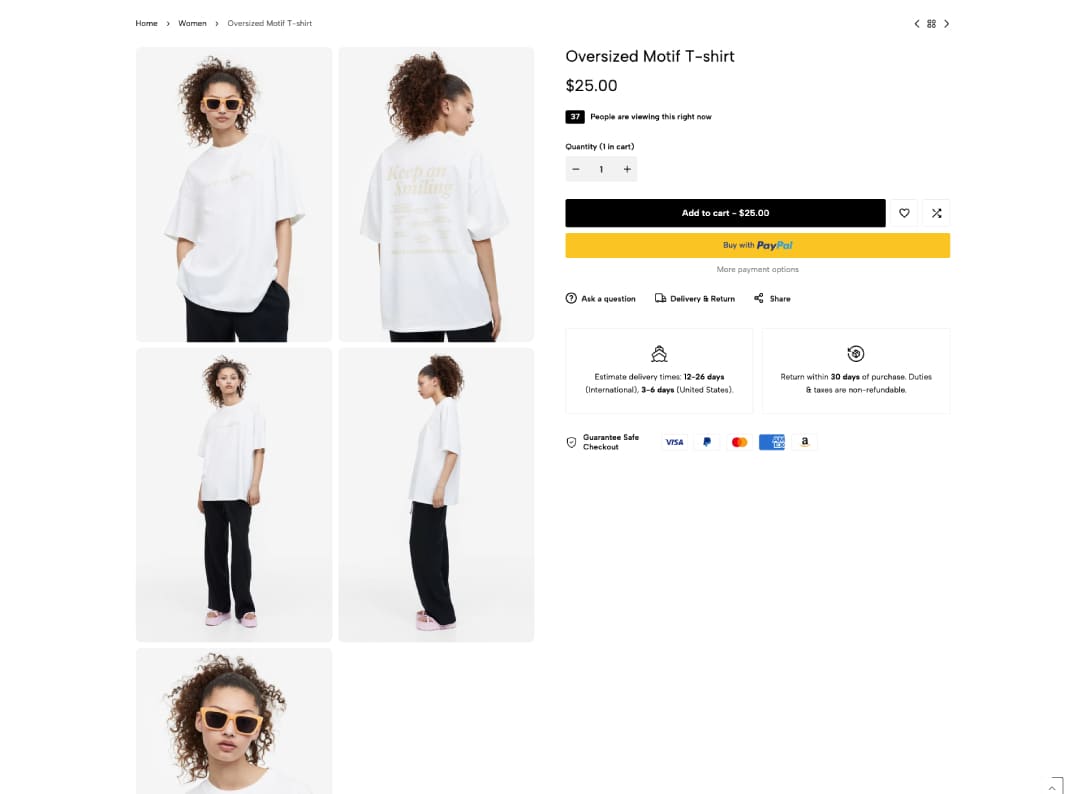 Home > Women > Oversized Motif T-shirt
Keep on
Smiling
Oversized Motif T-shirt
$25.00
37 People are viewing this right now
Quantity (1 in cart)
− 1 +
Add to cart - $25.00
Buy with PayPal
More payment options
Ask a question Delivery & Return Share
Estimate delivery times: 12-26 days
(International), 3-6 days (United States).
Return within 30 days of purchase. Duties
& taxes are non-refundable.
Guarantee Safe
Checkout
VISA
AMEX